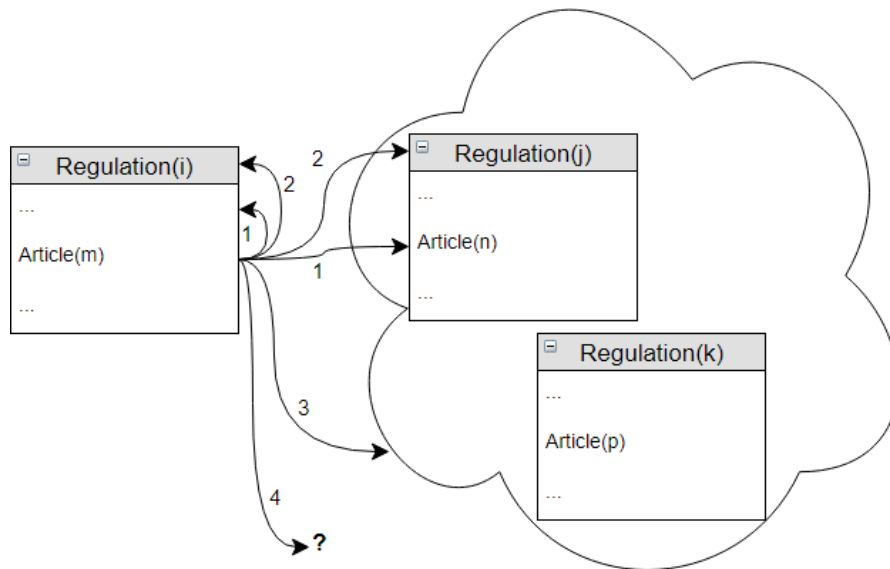 Regulation(i)
...
Article(m)
...
2
1
2
1
3
4
?
Regulation(j)
...
Article(n)
...
Regulation(k)
...
Article(p)
...